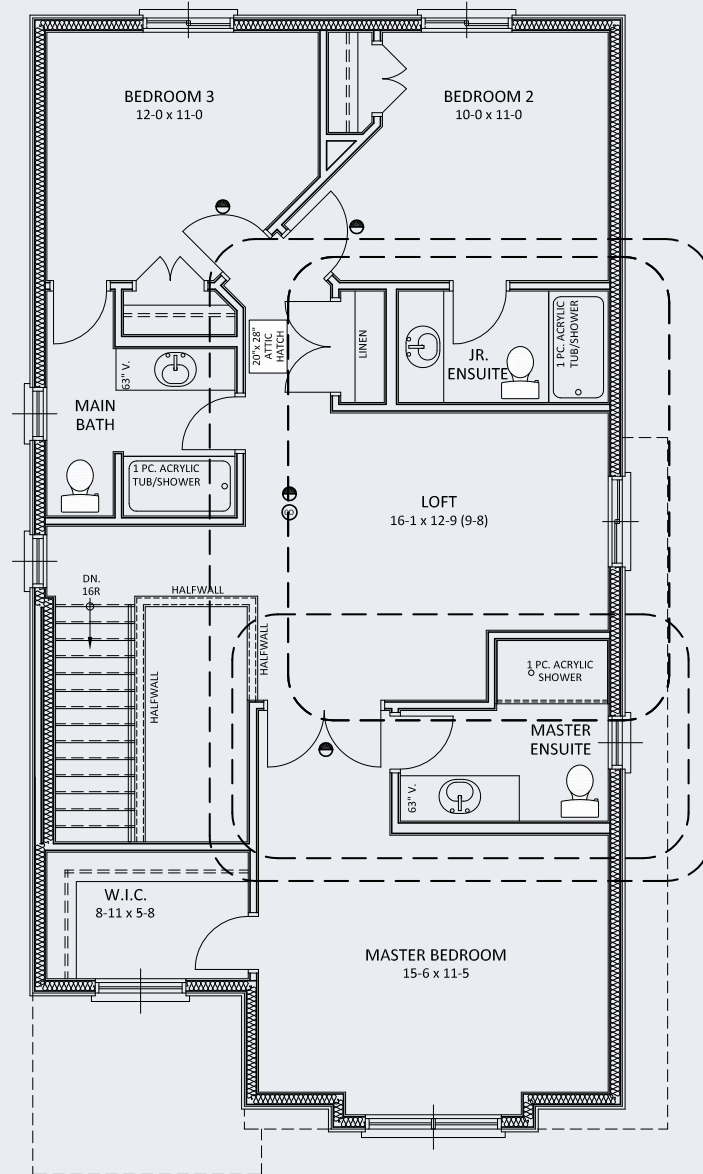 BEDROOM 3
12-0 x 11-0
BEDROOM 2
10-0 x 11-0
20"x 28"
ATTIC
HATCH
LINEN
JR.
ENSUITE
1 PC. ACRYLIC
TUB/SHOWER
63" V.
MAIN
BATH
1 PC. ACRYLIC
TUB/SHOWER
LOFT
16-1 x 12-9 (9-8)
DN.
16R
HALFWALL
HALFWALL
HALFWALL
1 PC. ACRYLIC
SHOWER
MASTER
ENSUITE
63" V.
W.I.C.
8-11 x 5-8
MASTER BEDROOM
15-6 x 11-5